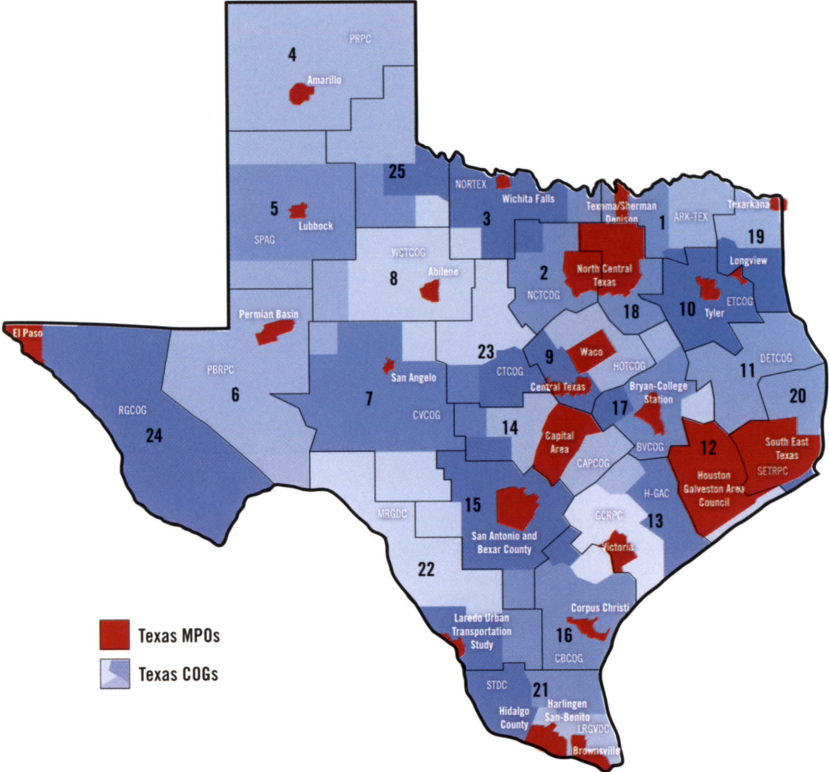 4
PRPC
Amarillo
25
NORTEX
Wichita Falls
3
Texoma/Sherman
Denison
1
ARK-TEX
Texarkana
19
5
Lubbock
SPAG
WCTCOG
8
Abilene
2
North Central
Texas
NCTCOG
Longview
10
ETCOG
Tyler
18
Permian Basin
El Paso
PBRPC
6
23
9
Waco
HOTCOG
11
DETCOG
CTCOG
Central Texas
San Angelo
7
CVCOG
RGCOG
24
Bryan-College
Station
17
20
14
Capital
Area
BVCOG
CAPCOG
12
South East
Texas
SETRPC
Houston
Galveston Area
Council
H-GAC
15
MRGDC
GCRPC
13
San Antonio and
Bexar County
Victoria
22
Corpus Christi
Laredo Urban
Transportation
Study
16
CBCOG
Texas MPOs
Texas COGs
STDC
21
Harlingen
San-Benito
Hidalgo
County
LRGVDC
Brownsville